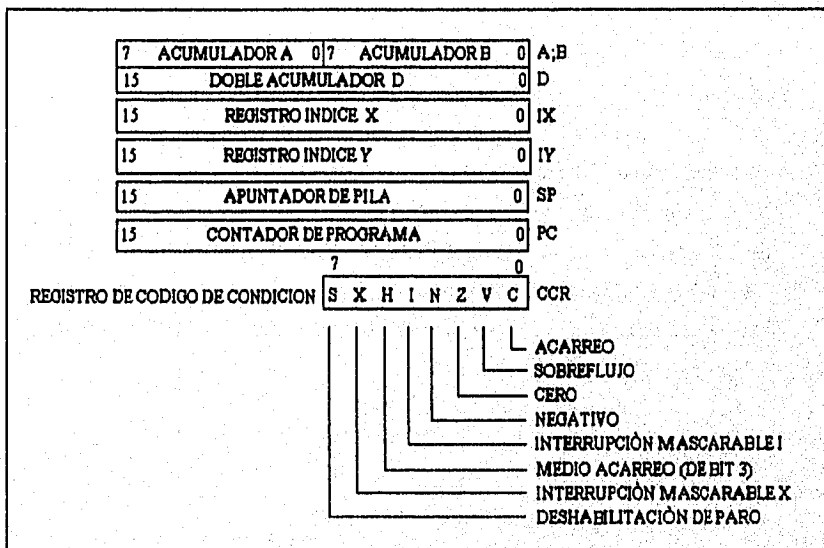 7 ACUMULADOR A 0 7 ACUMULADOR B 0 A;B
15 DOBLE ACUMULADOR D 0 D
15 REGISTRO INDICE X 0 IX
15 REGISTRO INDICE Y 0 IY
15 APUNTADOR DE PILA 0 SP
15 CONTADOR DE PROGRAMA 0 PC
7 0
REGISTRO DE CODIGO DE CONDICION S X H I N Z V C CCR
ACARREO
SOBREFLUJO
CERO
NEGATIVO
INTERRUPCIÒN MASCARABLE I
MEDIO ACARREO (DE BIT 3)
INTERRUPCIÒN MASCARABLE X
DESHABILITACIÒN DE PARO